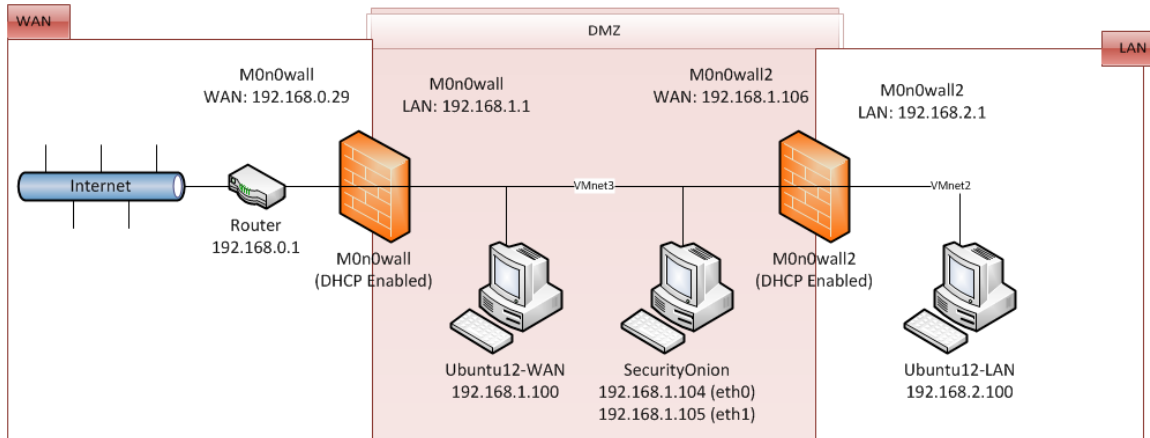 WAN
DMZ
LAN
M0n0wall
WAN: 192.168.0.29
M0n0wall
LAN: 192.168.1.1
M0n0wall2
WAN: 192.168.1.106
M0n0wall2
LAN: 192.168.2.1
Internet
VMnet3
VMnet2
Router
192.168.0.1
M0n0wall
(DHCP Enabled)
M0n0wall2
(DHCP Enabled)
Ubuntu12-WAN
192.168.1.100
SecurityOnion
192.168.1.104 (eth0)
192.168.1.105 (eth1)
Ubuntu12-LAN
192.168.2.100